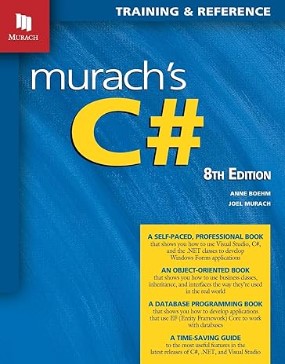 TRAINING & REFERENCE
MURACH
murach's
C#
8TH EDITION
ANNE BOEHM
JOEL MURACH
A SELF-PACED, PROFESSIONAL BOOK
that shows you how to use Visual Studio, C#,
and the .NET classes to develop
Windows Forms applications
AN OBJECT-ORIENTED BOOK
that shows you how to use business classes,
inheritance, and interfaces the way they're used
in the real world
A DATABASE PROGRAMMING BOOK
that shows you how to develop applications
that use EF (Entity Framework) Core to work
with databases
A TIME-SAVING GUIDE
to the most useful features in the
latest releases of C#, .NET, and Visual Studio